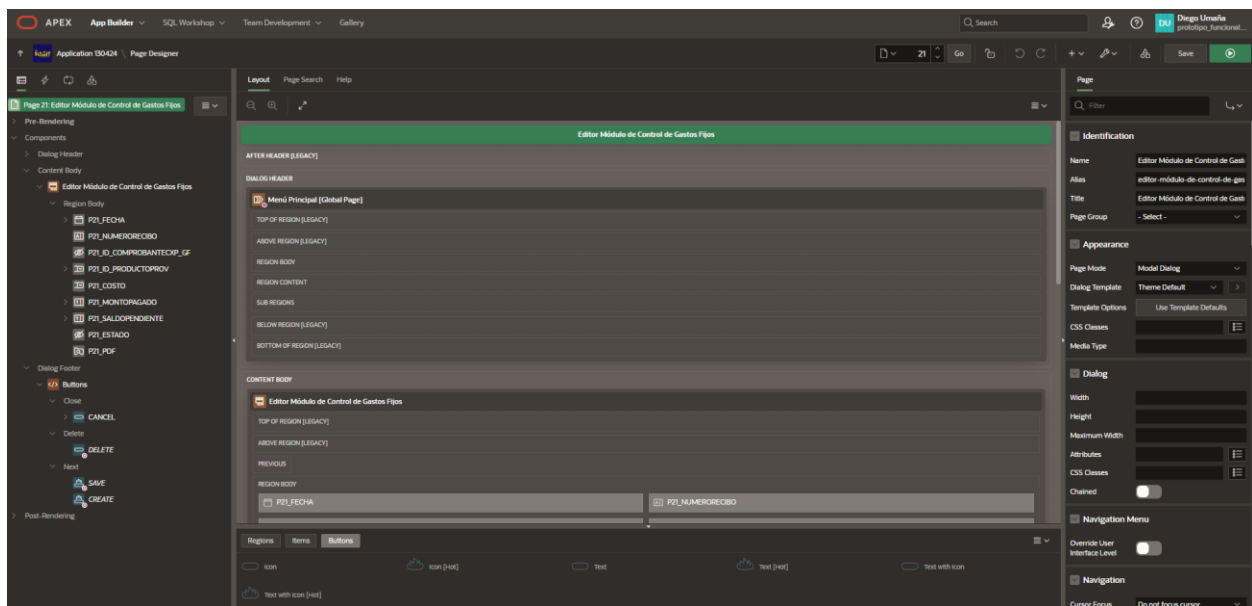 APEX App Builder SQL Workshop Team Development Gallery Search DU Diego Umaña
prototipo_funcional...
Application 130424 \ Page Designer 21 Go Save
Layout Page Search Help Page
Page 21: Editor Módulo de Control de Gastos Fijos
Pre-Rendering
Components
Dialog Header
Content Body
Editor Módulo de Control de Gastos Fijos
Region Body
P21_FECHA
P21_NUMERORECIBO
P21_ID_COMPROBANTECXP_GF
P21_ID_PRODUCTOPROV
P21_COSTO
P21_MONTOPAGADO
P21_SALDOPENDIENTE
P21_ESTADO
P21_PDF
Dialog Footer
Buttons
Close
CANCEL
Delete
DELETE
Next
SAVE
CREATE
Post-Rendering
Editor Módulo de Control de Gastos Fijos
AFTER HEADER [LEGACY]
DIALOG HEADER
Menú Principal [Global Page]
TOP OF REGION [LEGACY]
ABOVE REGION [LEGACY]
REGION BODY
REGION CONTENT
SUB REGIONS
BELOW REGION [LEGACY]
BOTTOM OF REGION [LEGACY]
CONTENT BODY
Editor Módulo de Control de Gastos Fijos
TOP OF REGION [LEGACY]
ABOVE REGION [LEGACY]
PREVIOUS
REGION BODY
P21_FECHA P21_NUMERORECIBO
Regions Items Buttons
Icon Icon [Hot] Text Text [Hot] Text with Icon
Text with Icon [Hot]
Filter
Identification
Name Editor Módulo de Control de Gast
Alias editor-módulo-de-control-de-gas
Title Editor Módulo de Control de Gast
Page Group - Select -
Appearance
Page Mode Modal Dialog
Dialog Template Theme Default
Template Options Use Template Defaults
CSS Classes
Media Type
Dialog
Width
Height
Maximum Width
Attributes
CSS Classes
Chained
Navigation Menu
Override User
Interface Level
Navigation
Cursor Focus Do not focus cursor